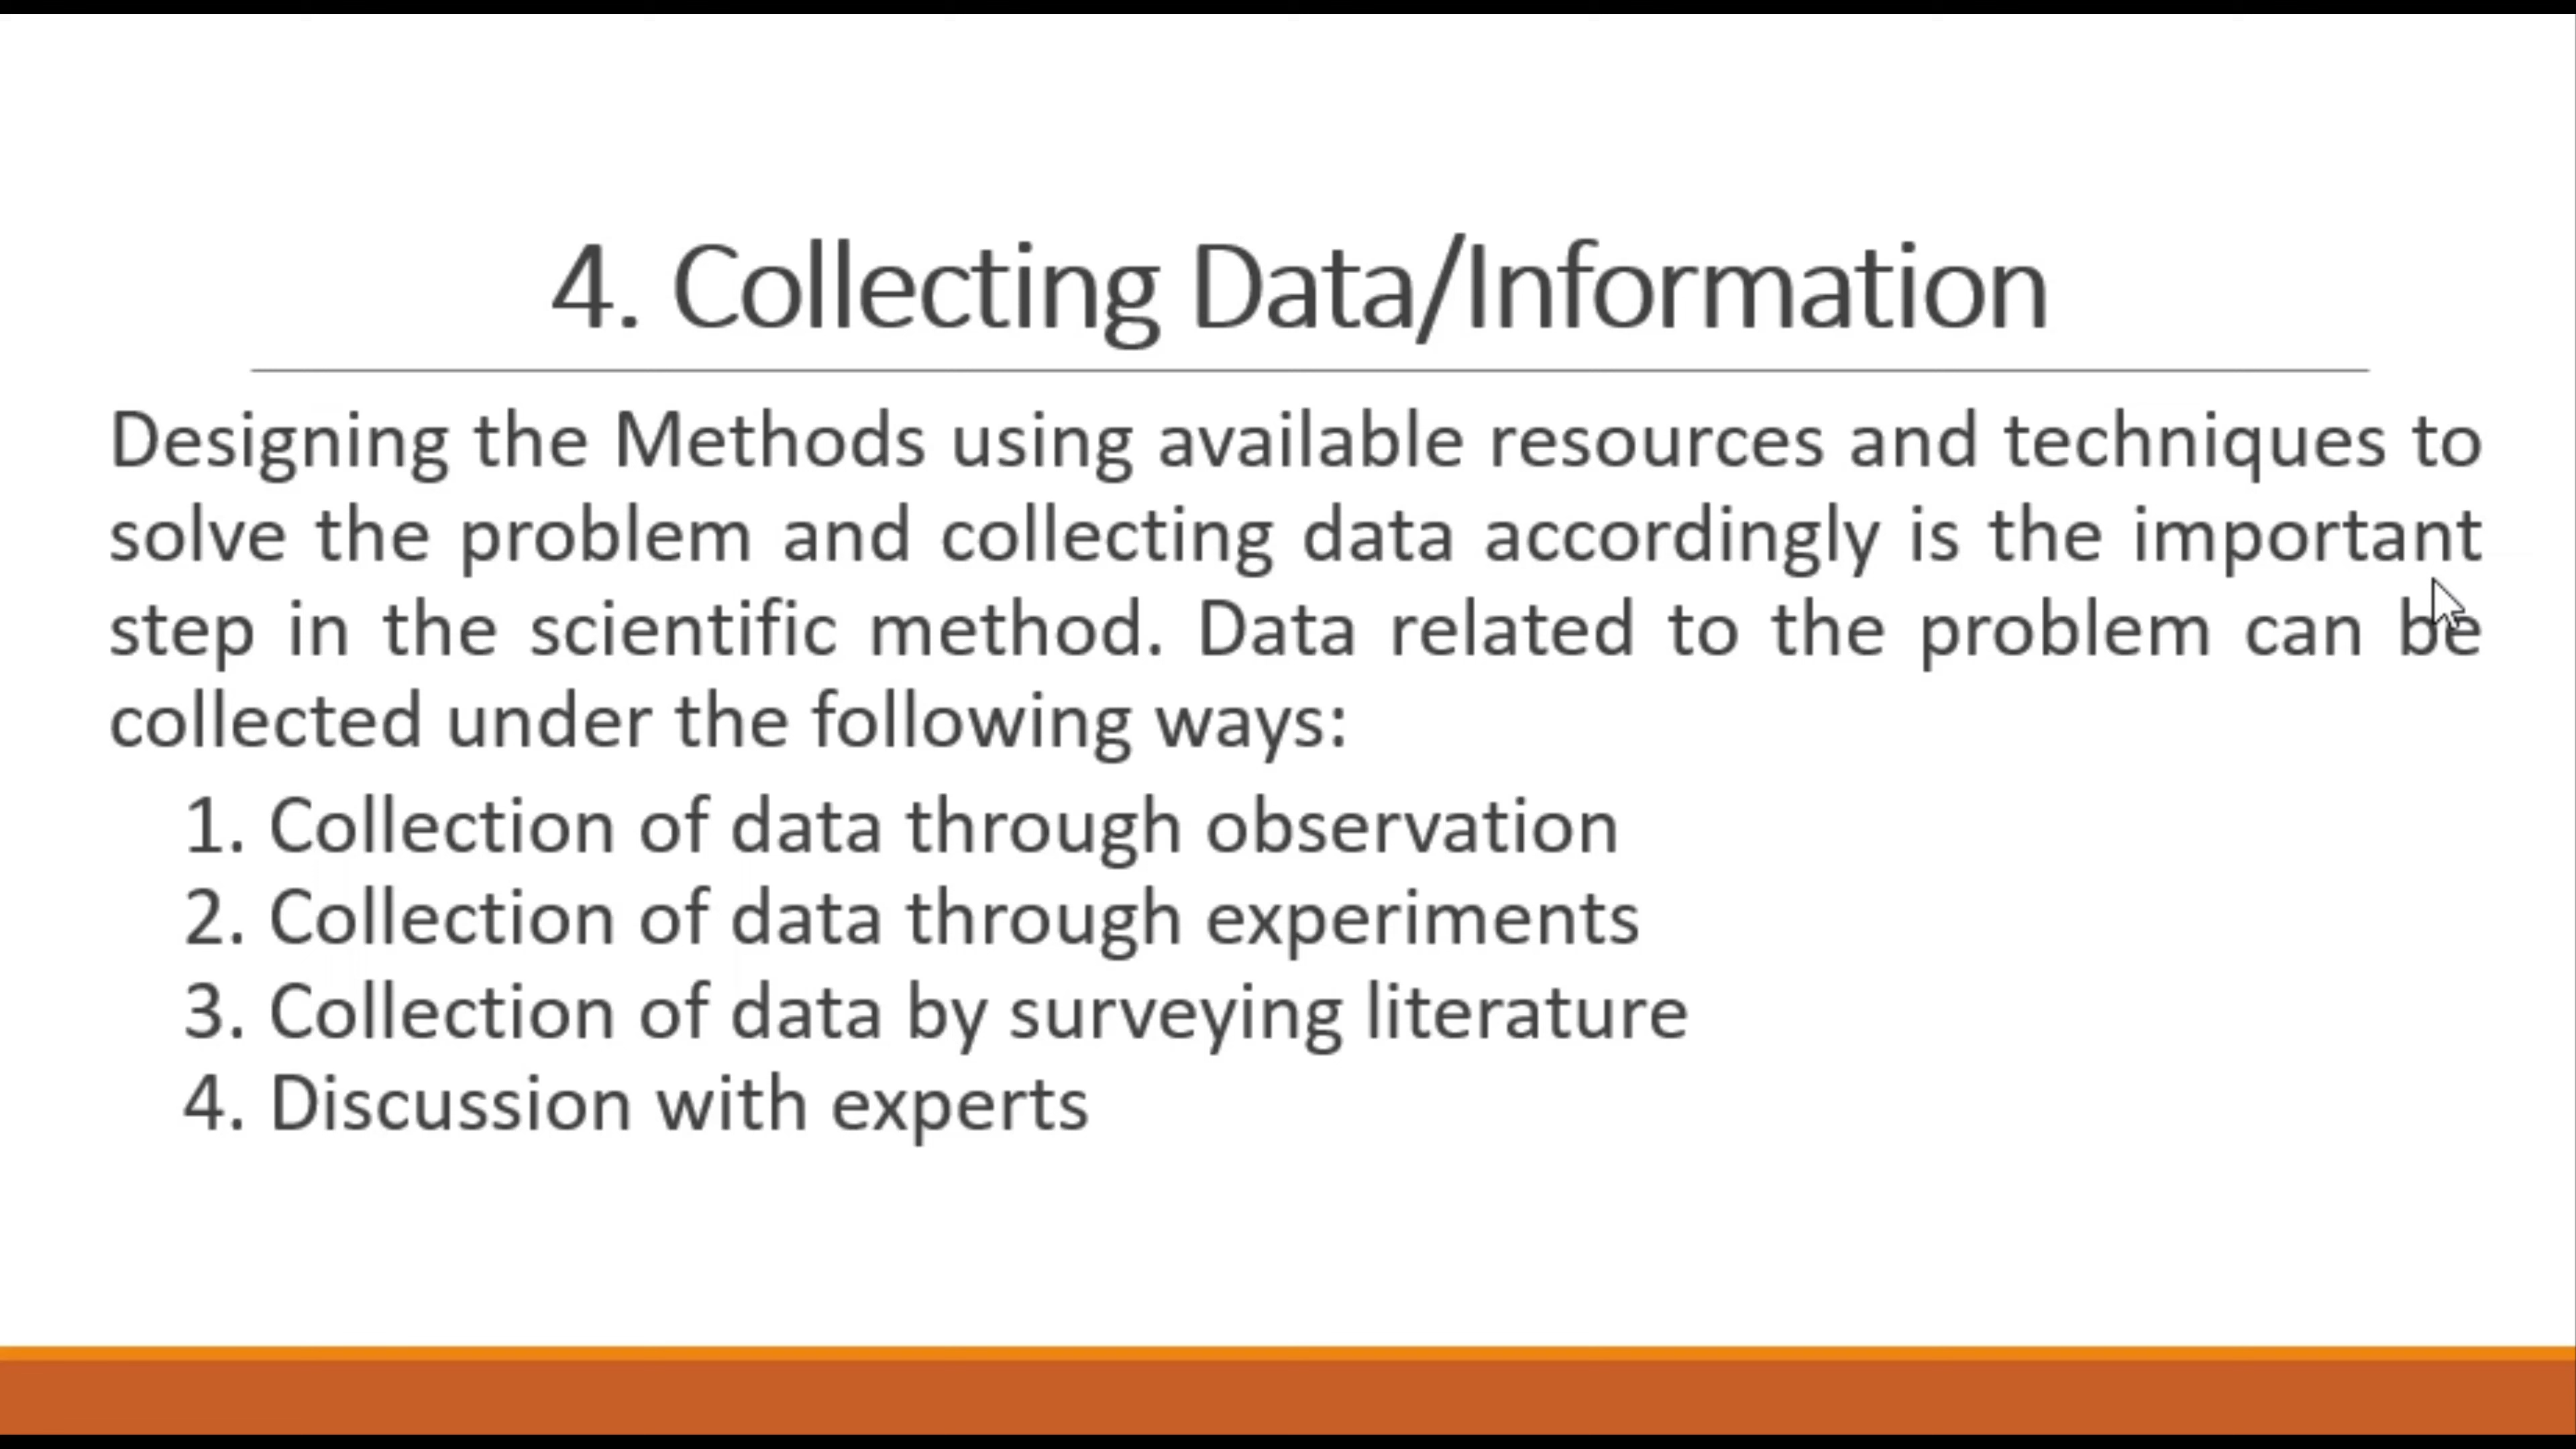 4. Collecting Data/Information
Designing the Methods using available resources and techniques to
solve the problem and collecting data accordingly is the important
step in the scientific method. Data related to the problem can be
collected under the following ways:
1. Collection of data through observation
2. Collection of data through experiments
3. Collection of data by surveying literature
4. Discussion with experts